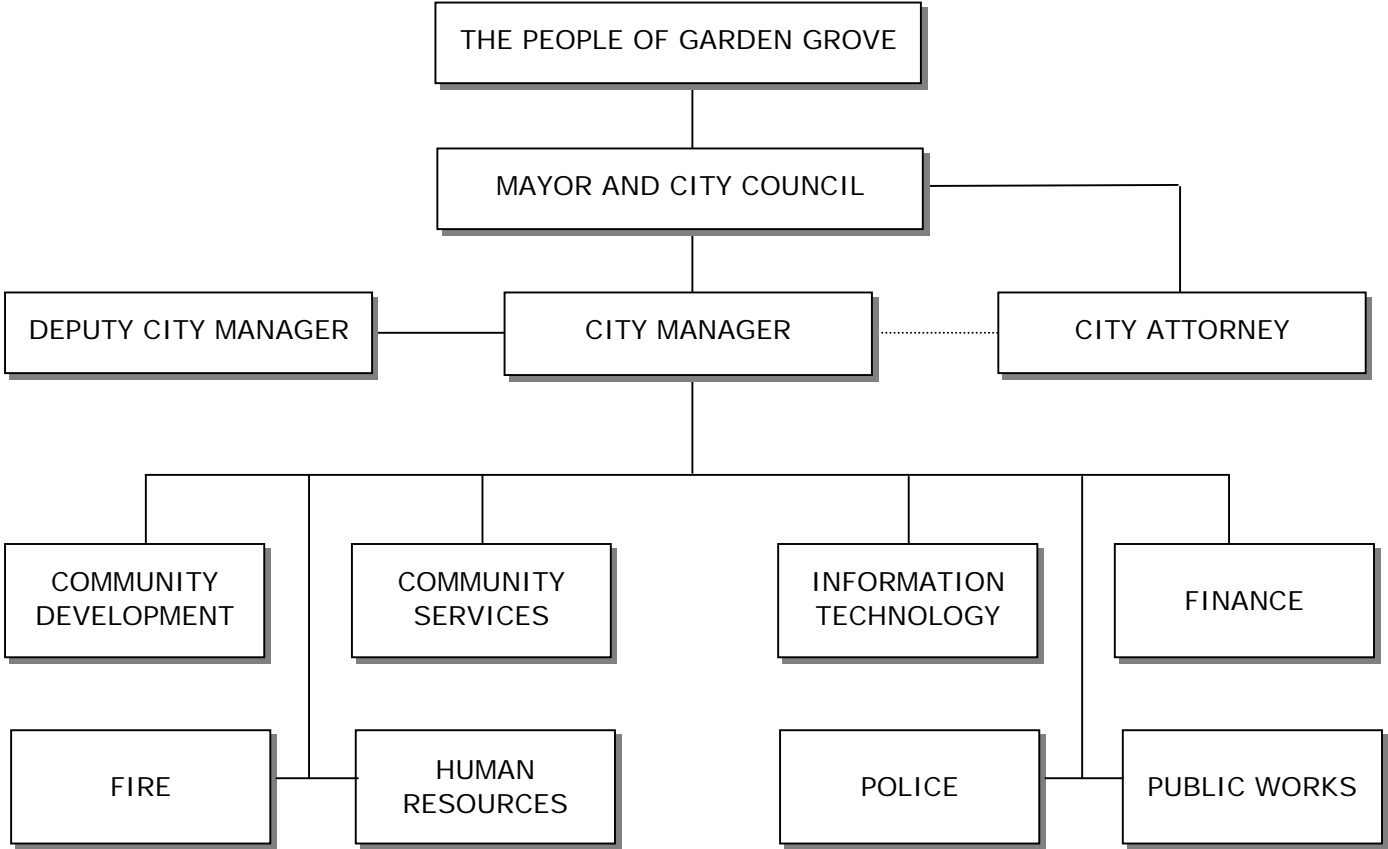 THE PEOPLE OF GARDEN GROVE
MAYOR AND CITY COUNCIL
DEPUTY CITY MANAGER
CITY MANAGER
CITY ATTORNEY
COMMUNITY
DEVELOPMENT
COMMUNITY
SERVICES
INFORMATION
TECHNOLOGY
FINANCE
FIRE
HUMAN
RESOURCES
POLICE
PUBLIC WORKS